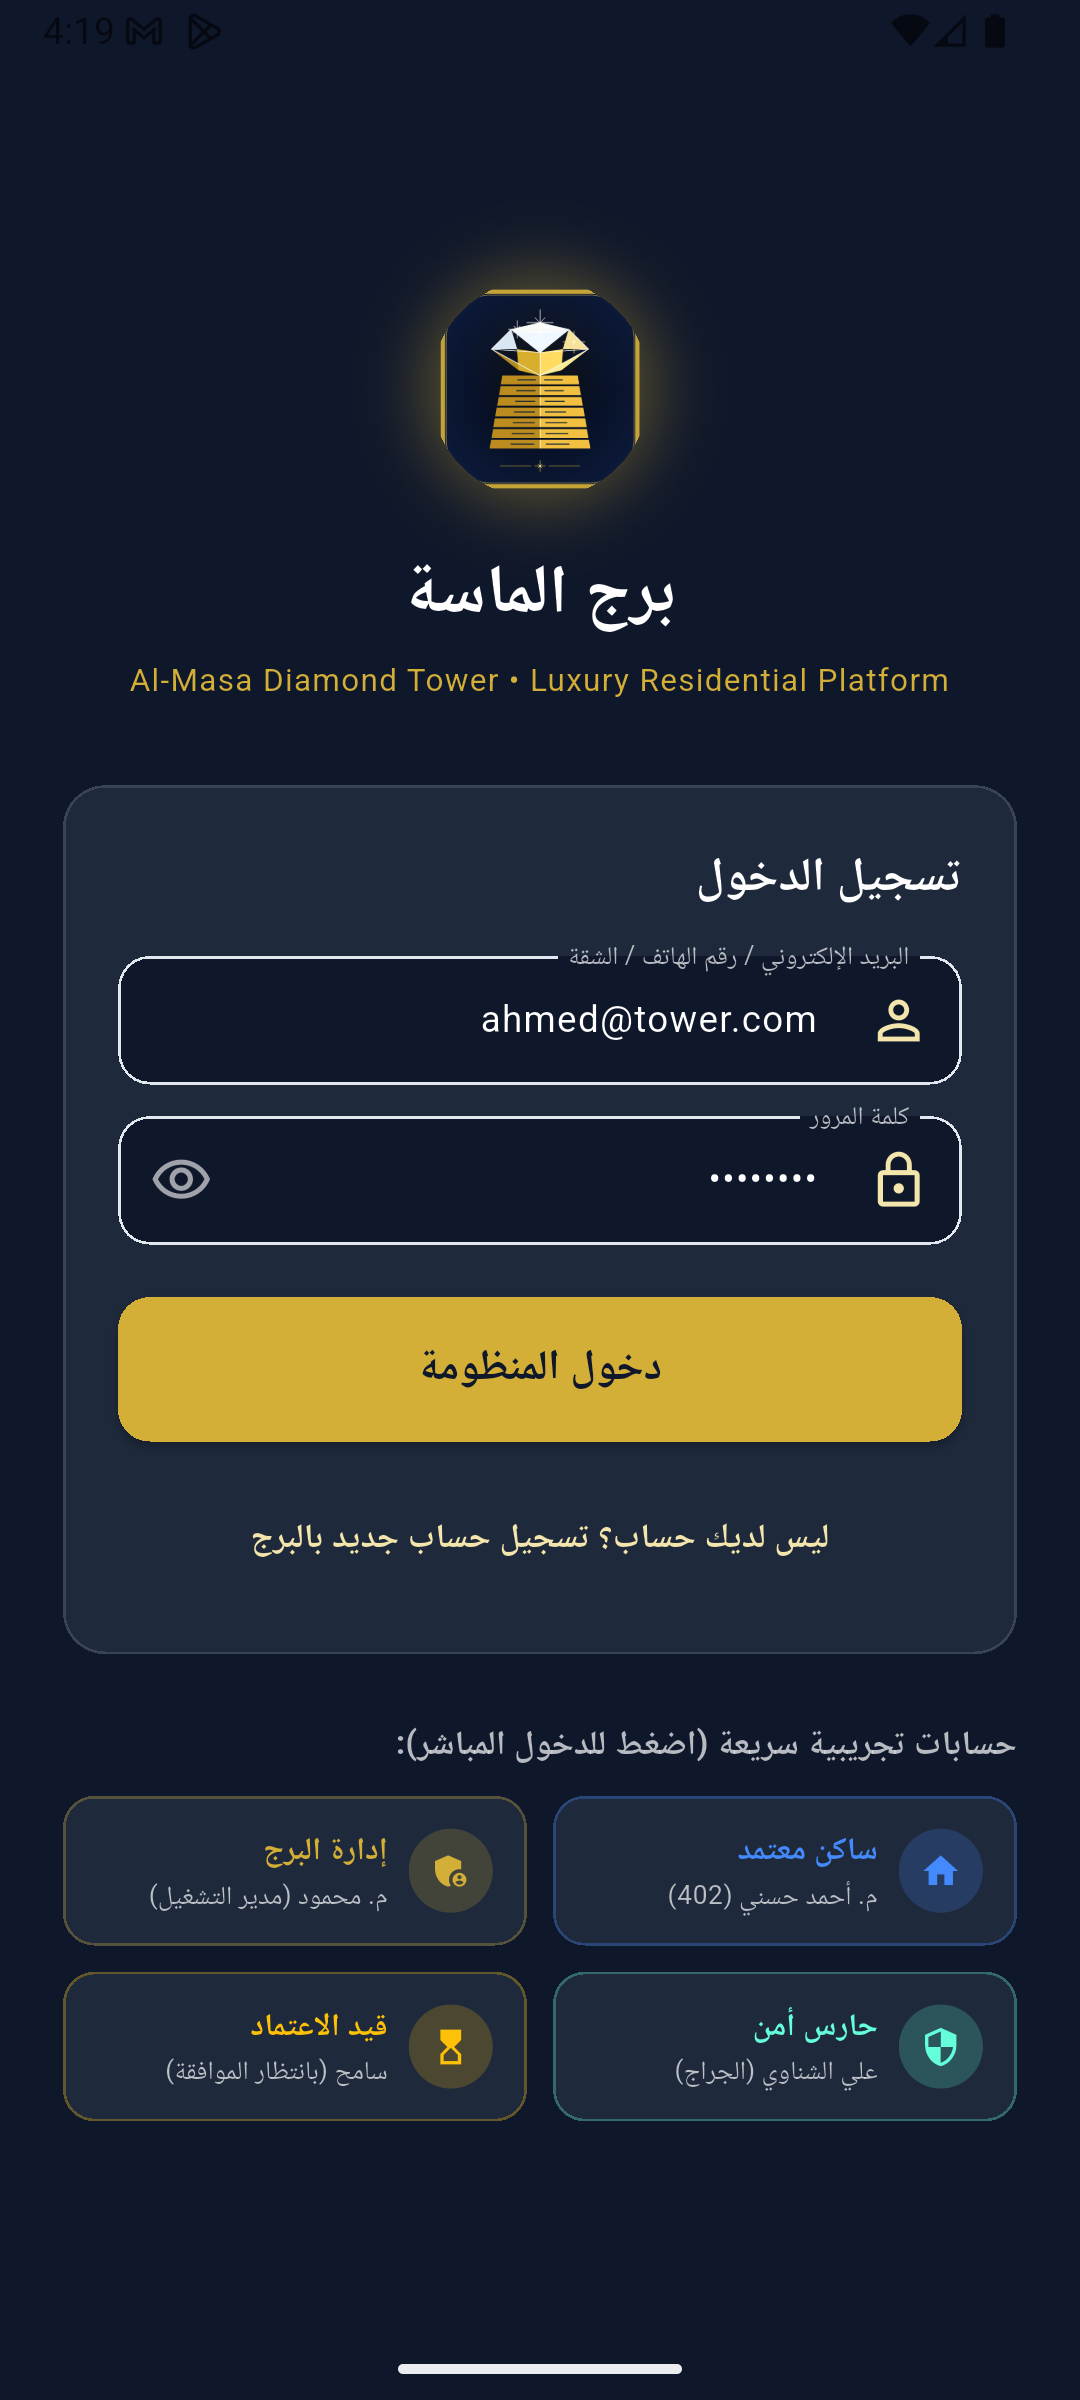 4:19
برج الماسة
Al-Masa Diamond Tower • Luxury Residential Platform
تسجيل الدخول
البريد الإلكتروني / رقم الهاتف / الشقة
ahmed@tower.com
كلمة المرور
••••••••
دخول المنظومة
ليس لديك حساب؟ تسجيل حساب جديد بالبرج
حسابات تجريبية سريعة (اضغط للدخول المباشر):
ساكن معتمد
م. أحمد حسني (402)
إدارة البرج
م. محمود (مدير التشغيل)
حارس أمن
علي الشناوي (الجراج)
قيد الاعتماد
سامح (بانتظار الموافقة)